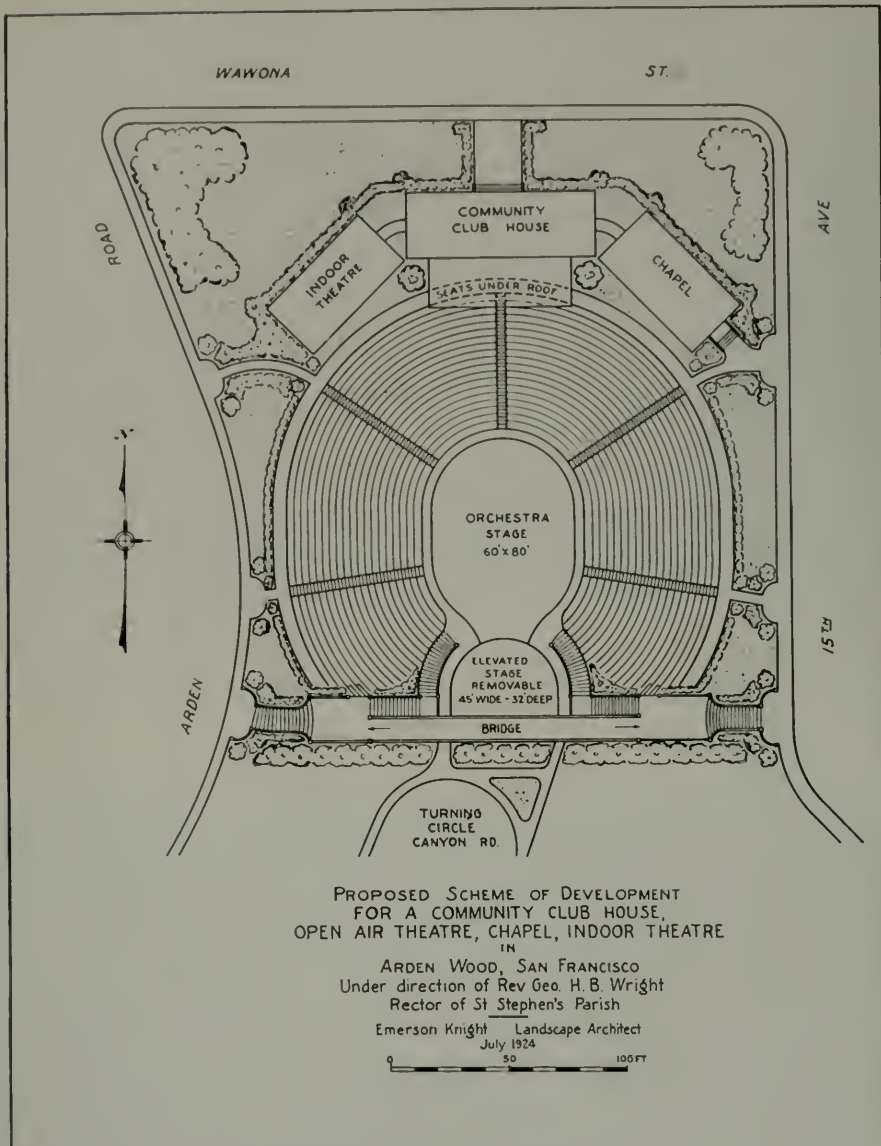 WAWONA ST.
ROAD
AVE
COMMUNITY
CLUB HOUSE
INDOOR
THEATRE
CHAPEL
SEATS UNDER ROOF
N
ORCHESTRA
STAGE
60'X80'
15TH
ARDEN
ELEVATED
STAGE
REMOVABLE
45'WIDE-32'DEEP
BRIDGE
TURNING
CIRCLE
CANYON RD.
PROPOSED SCHEME OF DEVELOPMENT
FOR A COMMUNITY CLUB HOUSE,
OPEN AIR THEATRE, CHAPEL, INDOOR THEATRE
IN
ARDEN WOOD, SAN FRANCISCO
Under direction of Rev Geo. H. B. Wright
Rector of St Stephen's Parish
Emerson Knight Landscape Architect
July 1924
0 50 100FT